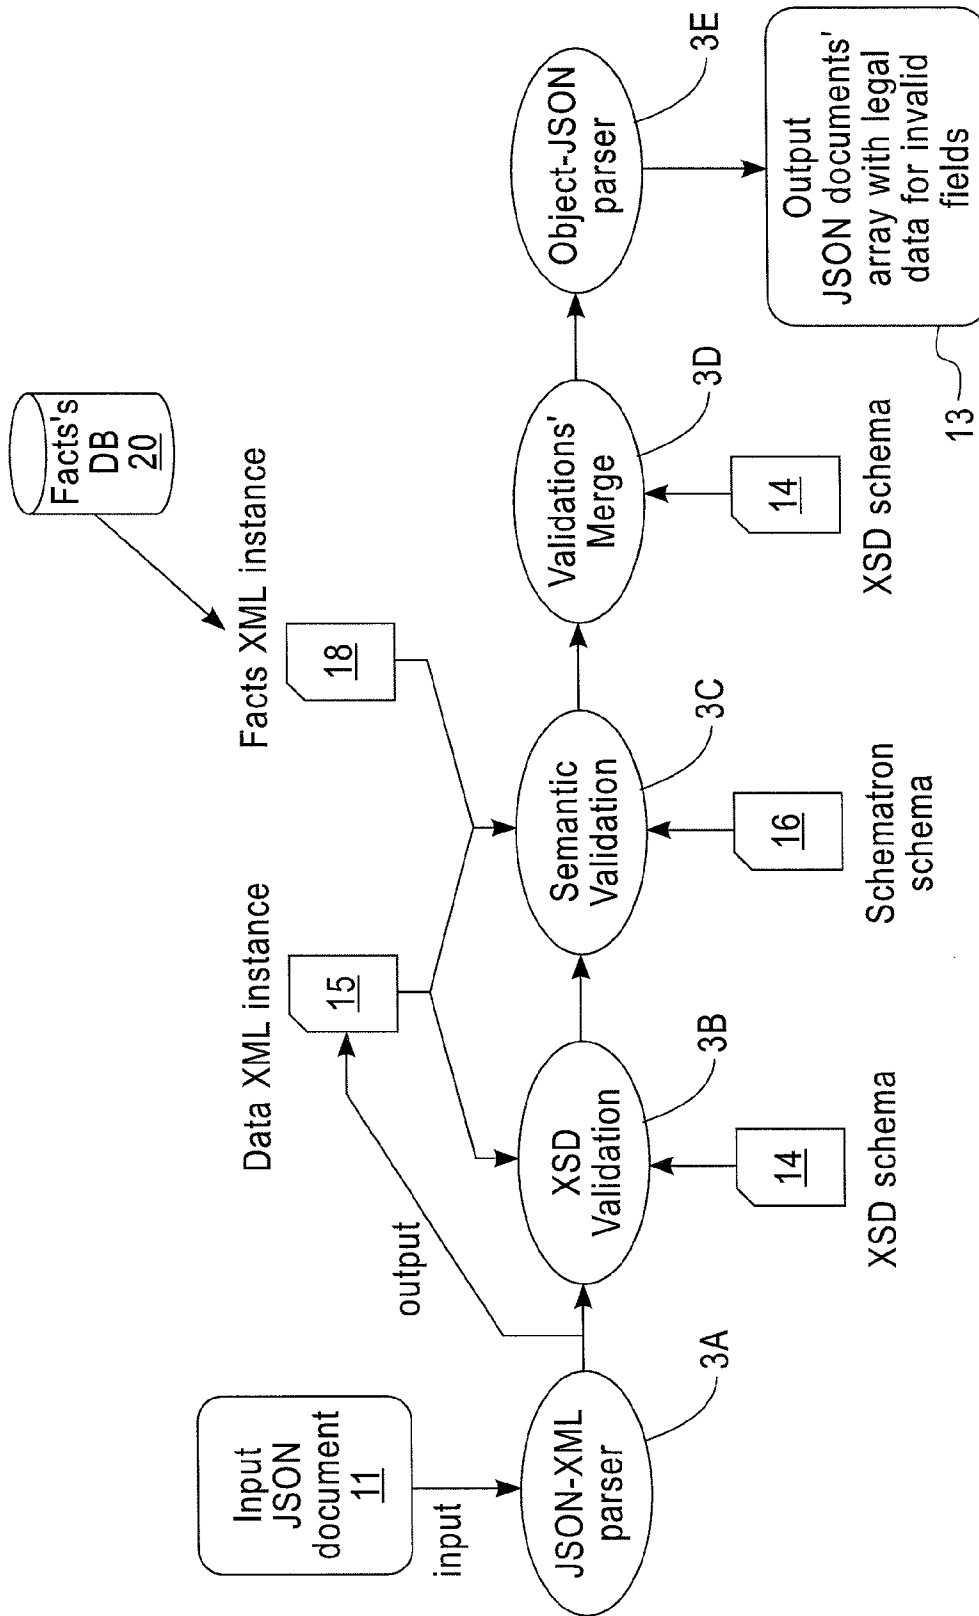 Input
JSON
document
11
input
JSON-XML
parser
3A
output
Data XML instance
15
XSD
Validation
3B
14
XSD schema
Facts's
DB
20
Facts XML instance
18
Semantic
Validation
3C
16
Schematron
schema
Validations'
Merge
3D
14
XSD schema
Object-JSON
parser
3E
Output
JSON documents'
array with legal
data for invalid
fields
13